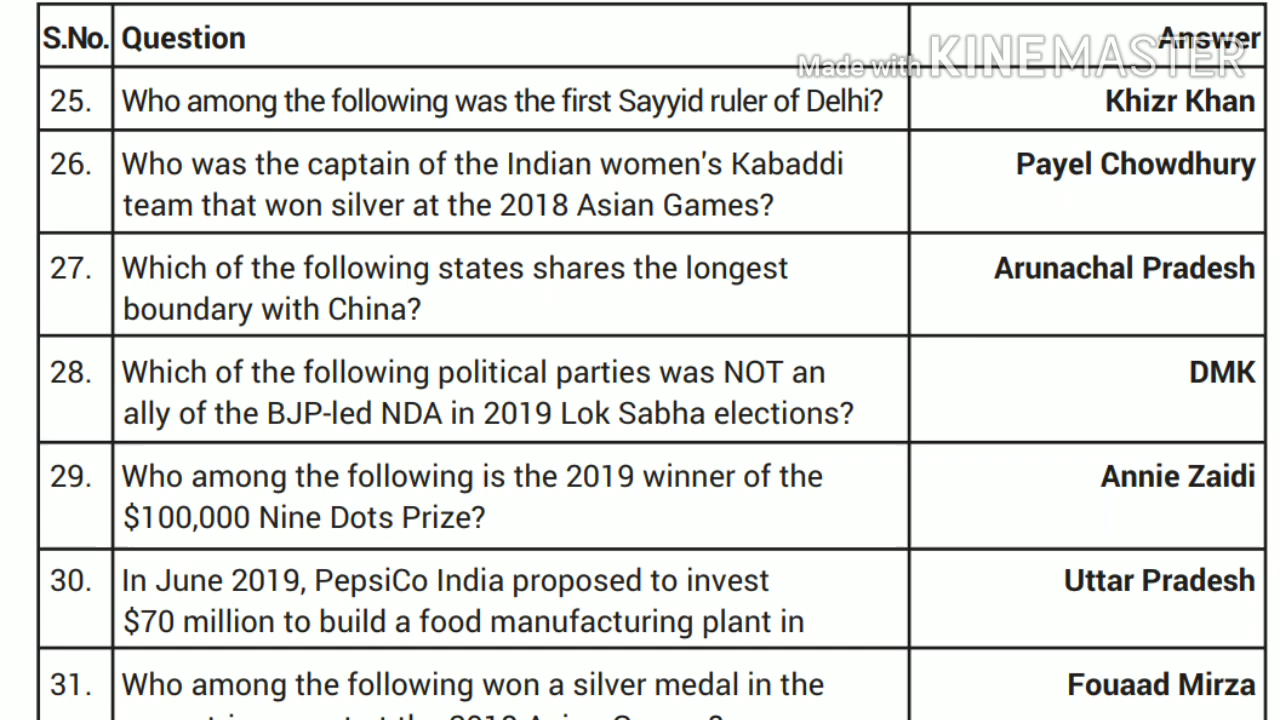 S.No. Question Answer
Made with KINEMASTER
25. Who among the following was the first Sayyid ruler of Delhi? Khizr Khan
26. Who was the captain of the Indian women's Kabaddi Payel Chowdhury
team that won silver at the 2018 Asian Games?
27. Which of the following states shares the longest Arunachal Pradesh
boundary with China?
28. Which of the following political parties was NOT an DMK
ally of the BJP-led NDA in 2019 Lok Sabha elections?
29. Who among the following is the 2019 winner of the Annie Zaidi
$100,000 Nine Dots Prize?
30. In June 2019, PepsiCo India proposed to invest Uttar Pradesh
$70 million to build a food manufacturing plant in
31. Who among the following won a silver medal in the Fouaad Mirza